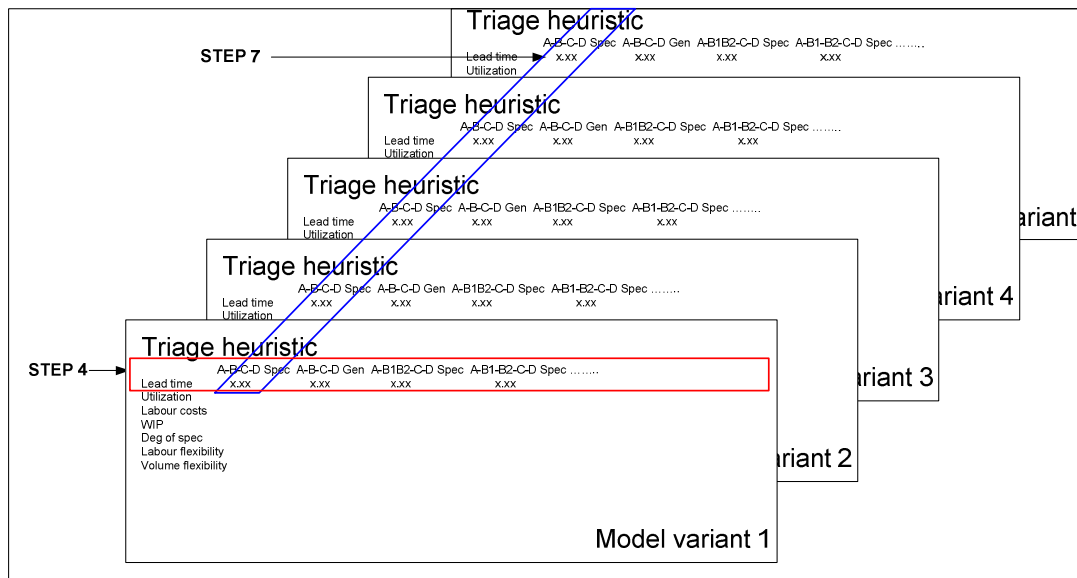 Triage heuristic
A-B-C-D Spec A-B-C-D Gen A-B1B2-C-D Spec A-B1-B2-C-D Spec ........
STEP 7
Lead time x.xx x.xx x.xx x.xx
Utilization
Triage heuristic
A-B-C-D Spec A-B-C-D Gen A-B1B2-C-D Spec A-B1-B2-C-D Spec ........
Lead time x.xx x.xx x.xx x.xx
Utilization
Triage heuristic
A-B-C-D Spec A-B-C-D Gen A-B1B2-C-D Spec A-B1-B2-C-D Spec ........
Lead time x.xx x.xx x.xx x.xx
ariant
Utilization
Triage heuristic
A-B-C-D Spec A-B-C-D Gen A-B1B2-C-D Spec A-B1-B2-C-D Spec ........
Lead time x.xx x.xx x.xx x.xx
ariant 4
Utilization
Triage heuristic
STEP 4
A-B-C-D Spec A-B-C-D Gen A-B1B2-C-D Spec A-B1-B2-C-D Spec ........
Lead time x.xx x.xx x.xx x.xx
ariant 3
Utilization
Labour costs
WIP
Deg of spec
Labour flexibility
ariant 2
Volume flexibility
Model variant 1